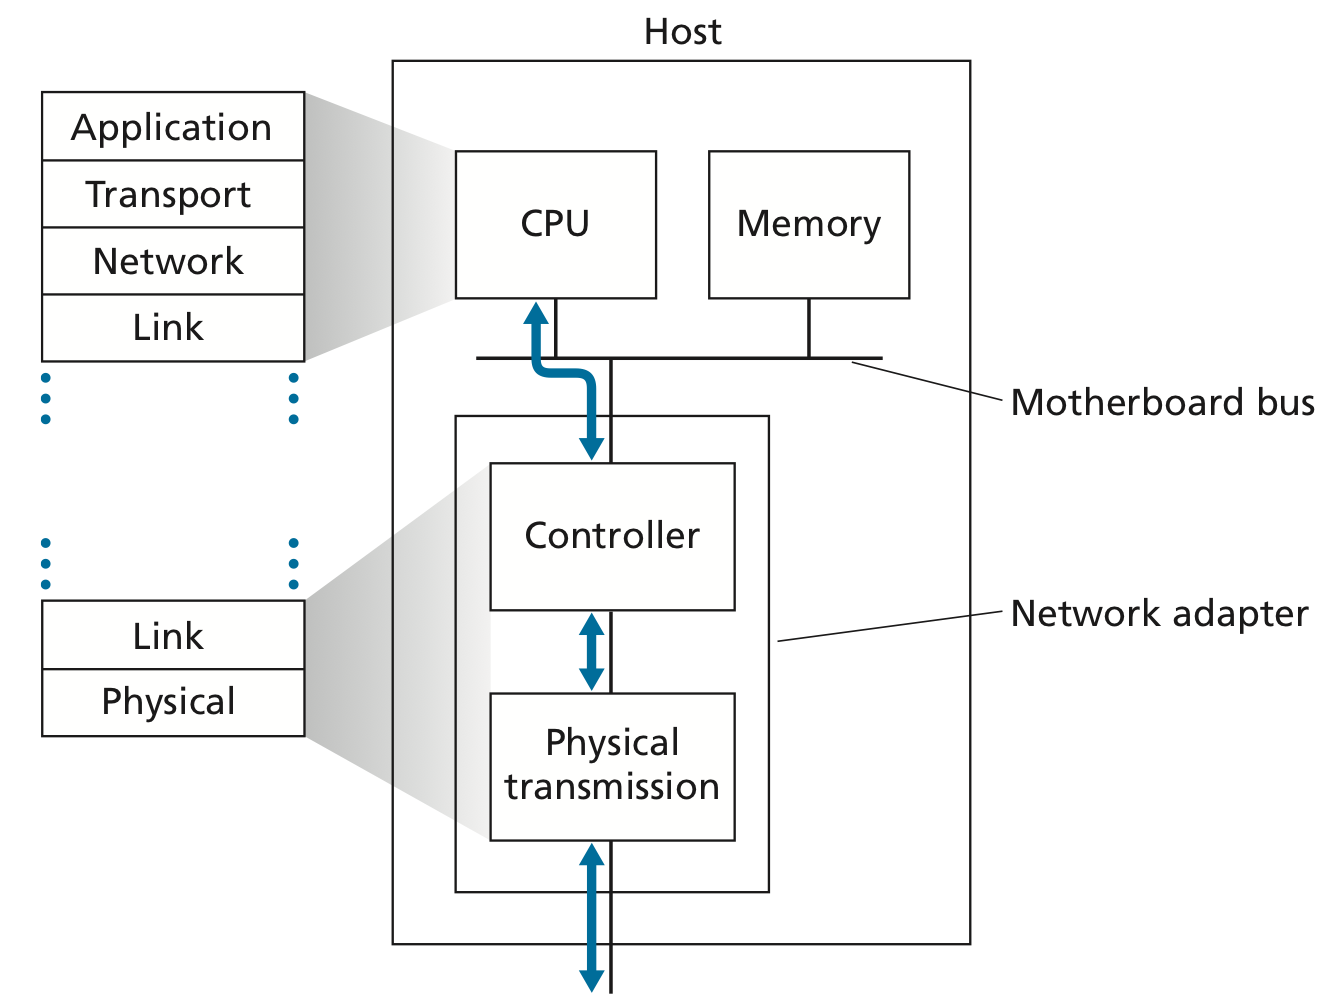 Host
Application
Transport
Network
Link
CPU
Memory
Motherboard bus
Controller
Network adapter
Link
Physical
Physical
transmission